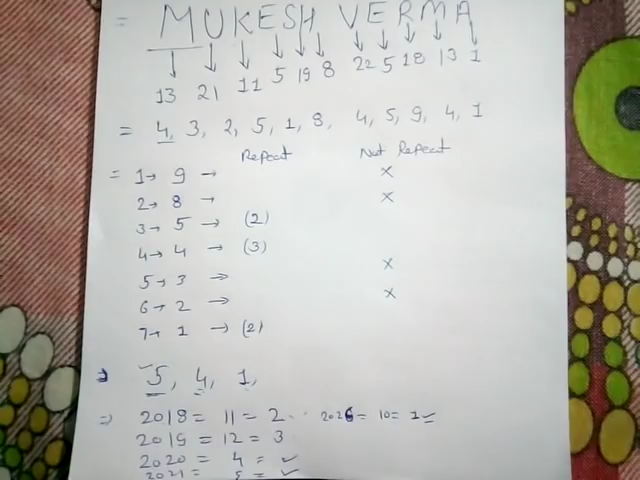 = MUKESH VERMA
13 21 11 5 19 8 22 5 18 13 1
= 4, 3, 2, 5, 1, 8, 4, 5, 9, 4, 1
Repeat Not Repeat
= 1→ 9 → ×
2→ 8 → ×
3→ 5 → (2)
4→ 4 → (3)
5→ 3 → ×
6→ 2 → ×
7→ 1 → (2)
⇒ 5, 4, 1,
⇒ 2018 = 11 = 2 2026 = 10 = 1 ✓
2019 = 12 = 3
2020 = 4 = ✓
2021 = 5 = ✓